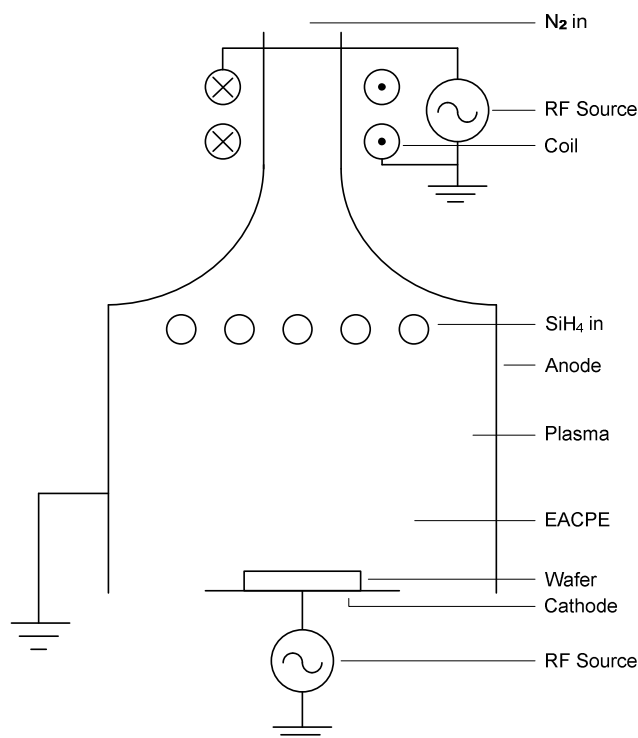 N₂ in
RF Source
Coil
SiH₄ in
Anode
Plasma
EACPE
Wafer
Cathode
RF Source